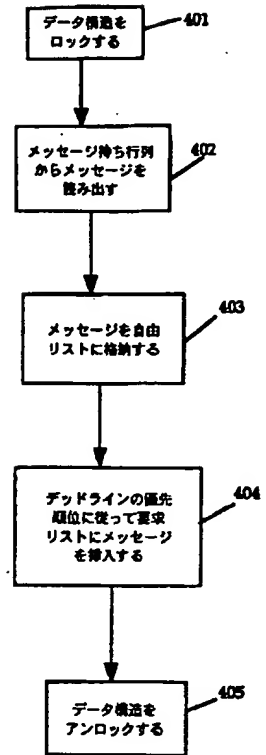 データ構造を
ロックする
401
メッセージ持ち行列
からメッセージを
読み出す
402
メッセージを自由
リストに格納する
403
デッドラインの優先
順位に従って要求
リストにメッセージ
を挿入する
404
データ構造を
アンロックする
405